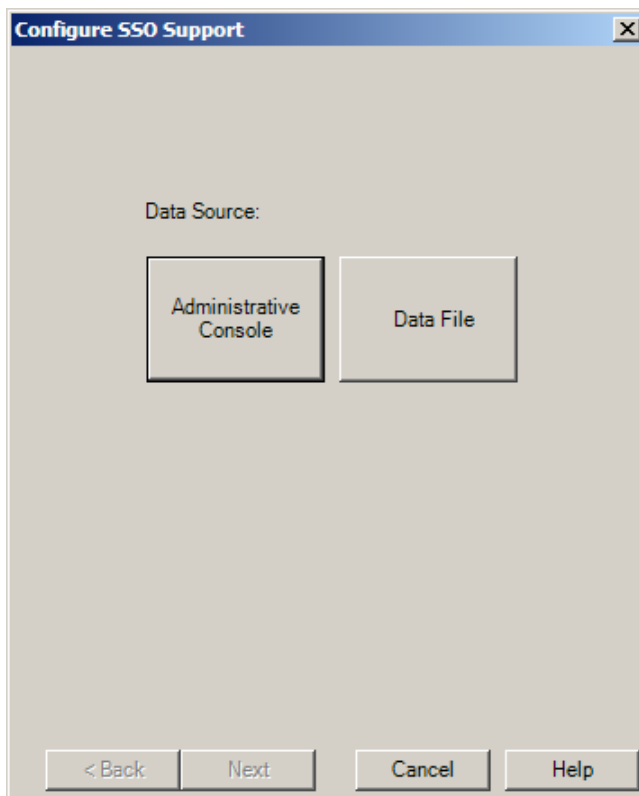 Configure SSO Support
Data Source:
Administrative
Console
Data File
< Back
Next
Cancel
Help